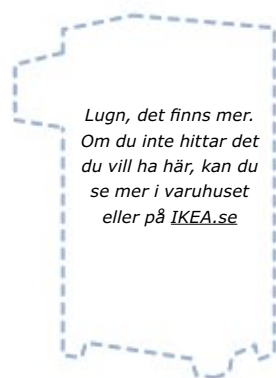 Lugn, det finns mer.
Om du inte hittar det
du vill ha här, kan du
se mer i varuhuset
eller på IKEA.se